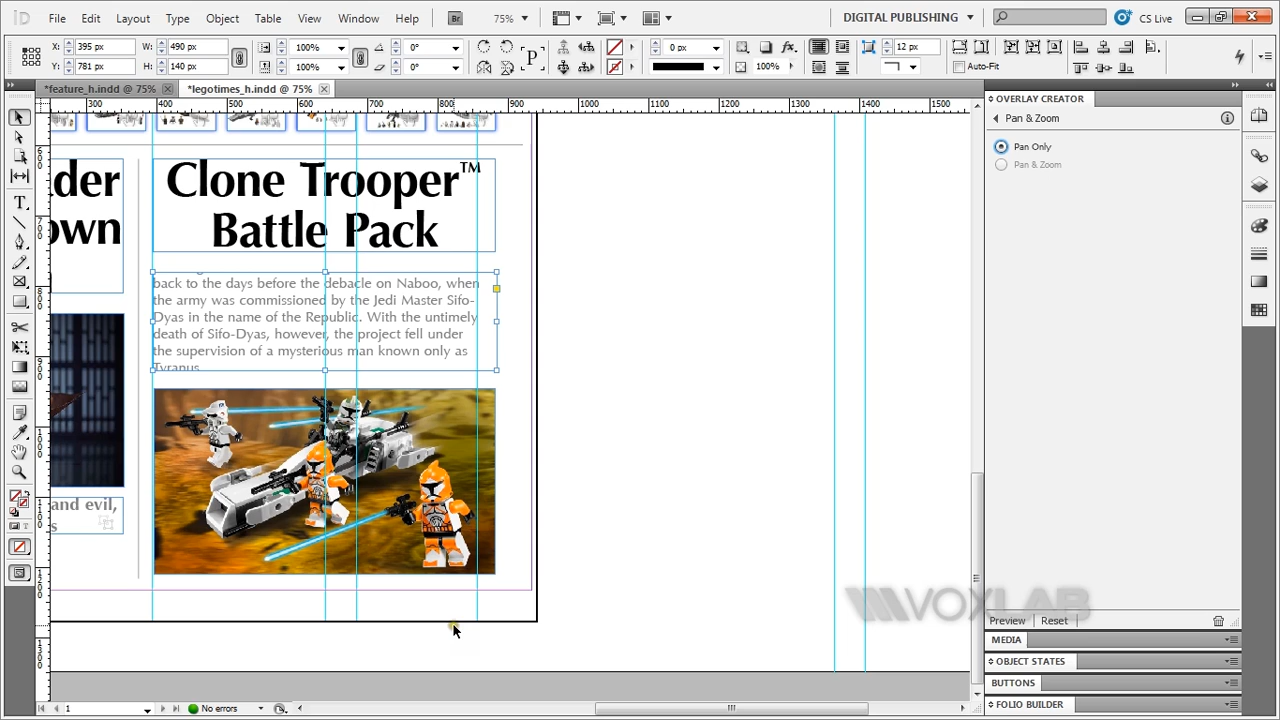 File Edit Layout Type Object Table View Window Help Br 75% DIGITAL PUBLISHING CS Live
X: 395 px W: 490 px 100% 0° 0 px 12 px
Y: 781 px H: 140 px 100% 0° 100% Auto-Fit
*feature_h.indd @ 75% *legotimes_h.indd @ 75%
300 400 500 600 700 800 900 1000 1100 1200 1300 1400 1500
OVERLAY CREATOR
Pan & Zoom
Pan Only
Pan & Zoom
der
own
Clone Trooper™
Battle Pack
back to the days before the debacle on Naboo, when
the army was commissioned by the Jedi Master Sifo-
Dyas in the name of the Republic. With the untimely
death of Sifo-Dyas, however, the project fell under
the supervision of a mysterious man known only as
Tyranus
and evil,
s
VOXLAB
Preview Reset
MEDIA
OBJECT STATES
BUTTONS
FOLIO BUILDER
1 No errors